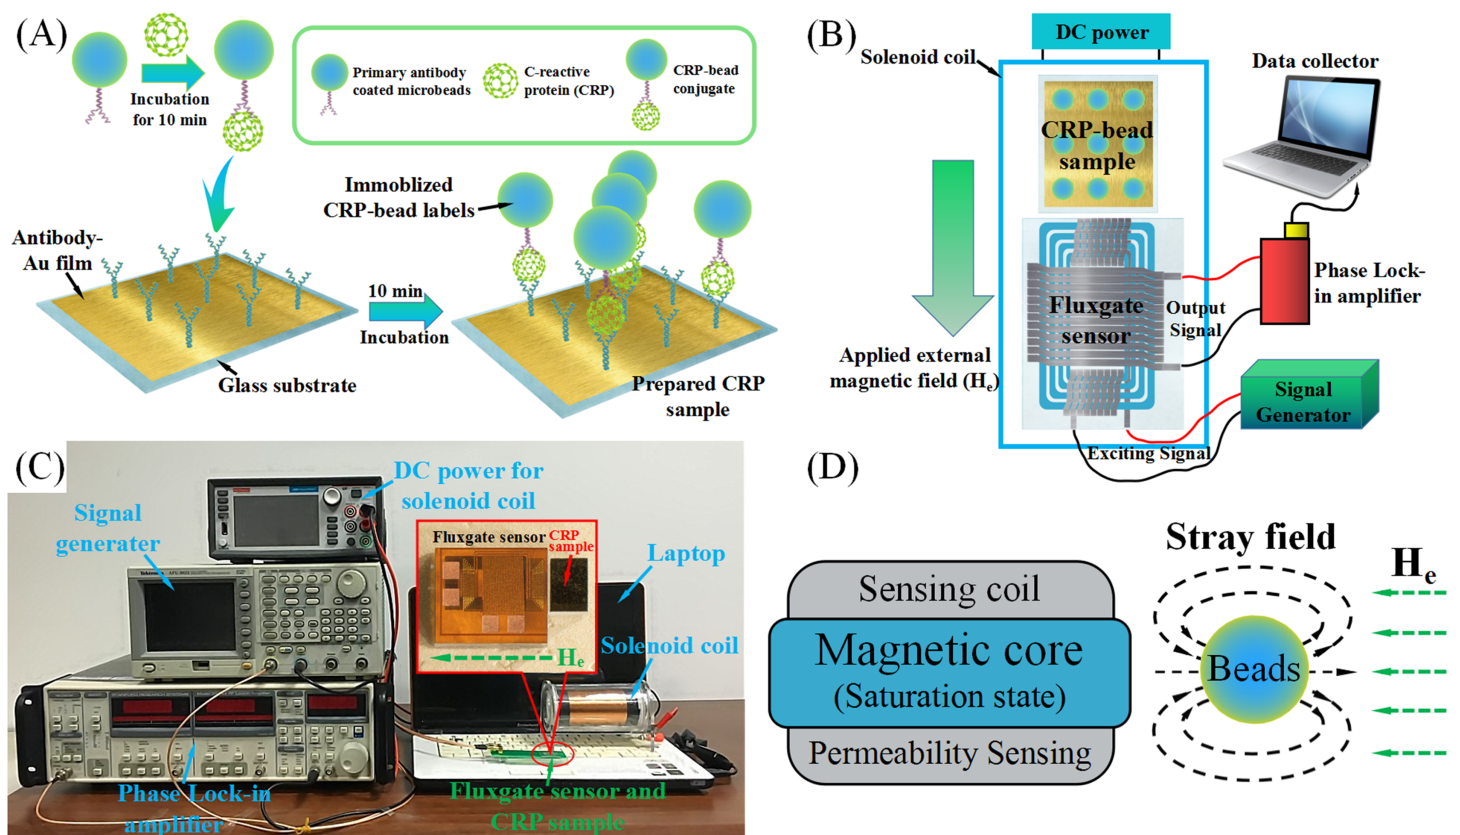 (A)
Incubation
for 10 min
Primary antibody
coated microbeads
C-reactive
protein (CRP)
CRP-bead
conjugate
Immoblized
CRP-bead labels
Antibody-
Au film
10 min
Incubation
Glass substrate
Prepared CRP
sample
(B)
DC power
Solenoid coil
Data collector
CRP-bead
sample
Applied external
magnetic field (He)
Fluxgate
sensor
Output
Signal
Phase Lock-
in amplifier
Signal
Generator
Exciting Signal
(C)
DC power for
solenoid coil
Signal
generater
Fluxgate sensor
CRP
sample
He
Laptop
Solenoid coil
Tektronix
Phase Lock-in
amplifier
Fluxgate sensor and
CRP sample
(D)
Sensing coil
Magnetic core
(Saturation state)
Permeability Sensing
Stray field
Beads
He